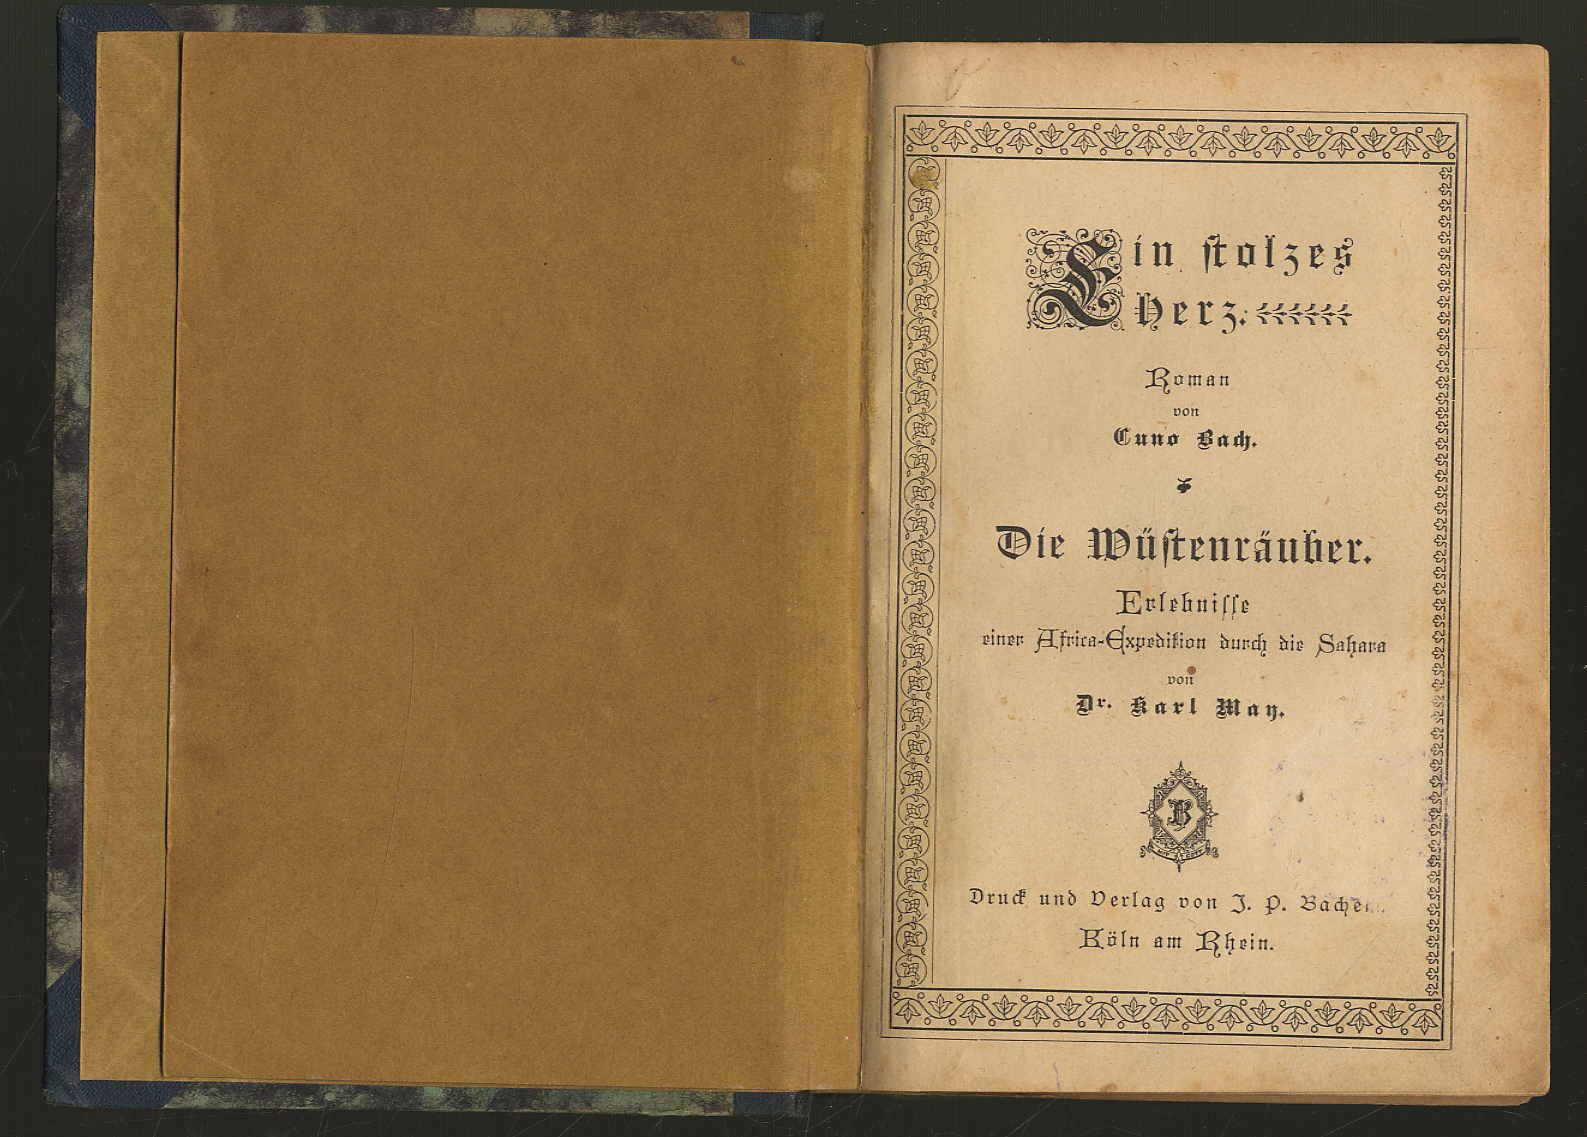 Ein stolzes
Herz.
Roman
von
Cuno Bach.
Die Wüstenräuber.
Erlebnisse
einer Africa-Expedition durch die Sahara
von
Dr. Karl May.
B
Druck und Verlag von J. P. Bachem
Köln am Rhein.